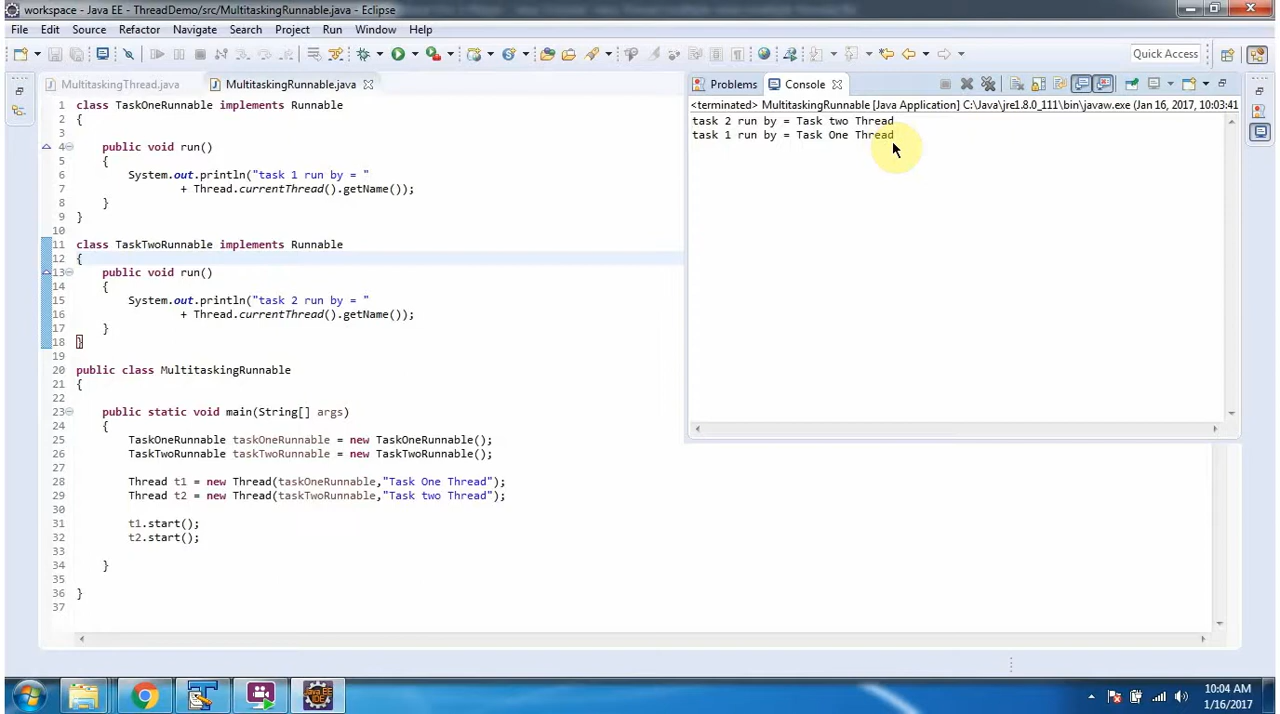 workspace - Java EE - ThreadDemo/src/MultitaskingRunnable.java - Eclipse
File Edit Source Refactor Navigate Search Project Run Window Help
Quick Access
MultitaskingThread.java
MultitaskingRunnable.java
1 class TaskOneRunnable implements Runnable
2 {
3
4 public void run()
5 {
6 System.out.println("task 1 run by = "
7 + Thread.currentThread().getName());
8 }
9 }
10
11 class TaskTwoRunnable implements Runnable
12 {
13 public void run()
14 {
15 System.out.println("task 2 run by = "
16 + Thread.currentThread().getName());
17 }
18 }
19
20 public class MultitaskingRunnable
21 {
22
23 public static void main(String[] args)
24 {
25 TaskOneRunnable taskOneRunnable = new TaskOneRunnable();
26 TaskTwoRunnable taskTwoRunnable = new TaskTwoRunnable();
27
28 Thread t1 = new Thread(taskOneRunnable,"Task One Thread");
29 Thread t2 = new Thread(taskTwoRunnable,"Task two Thread");
30
31 t1.start();
32 t2.start();
33
34 }
35
36 }
37
Problems Console
<terminated> MultitaskingRunnable [Java Application] C:\Java\jre1.8.0_111\bin\javaw.exe (Jan 16, 2017, 10:03:41
task 2 run by = Task two Thread
task 1 run by = Task One Thread
Java EE
IDE
10:04 AM
1/16/2017